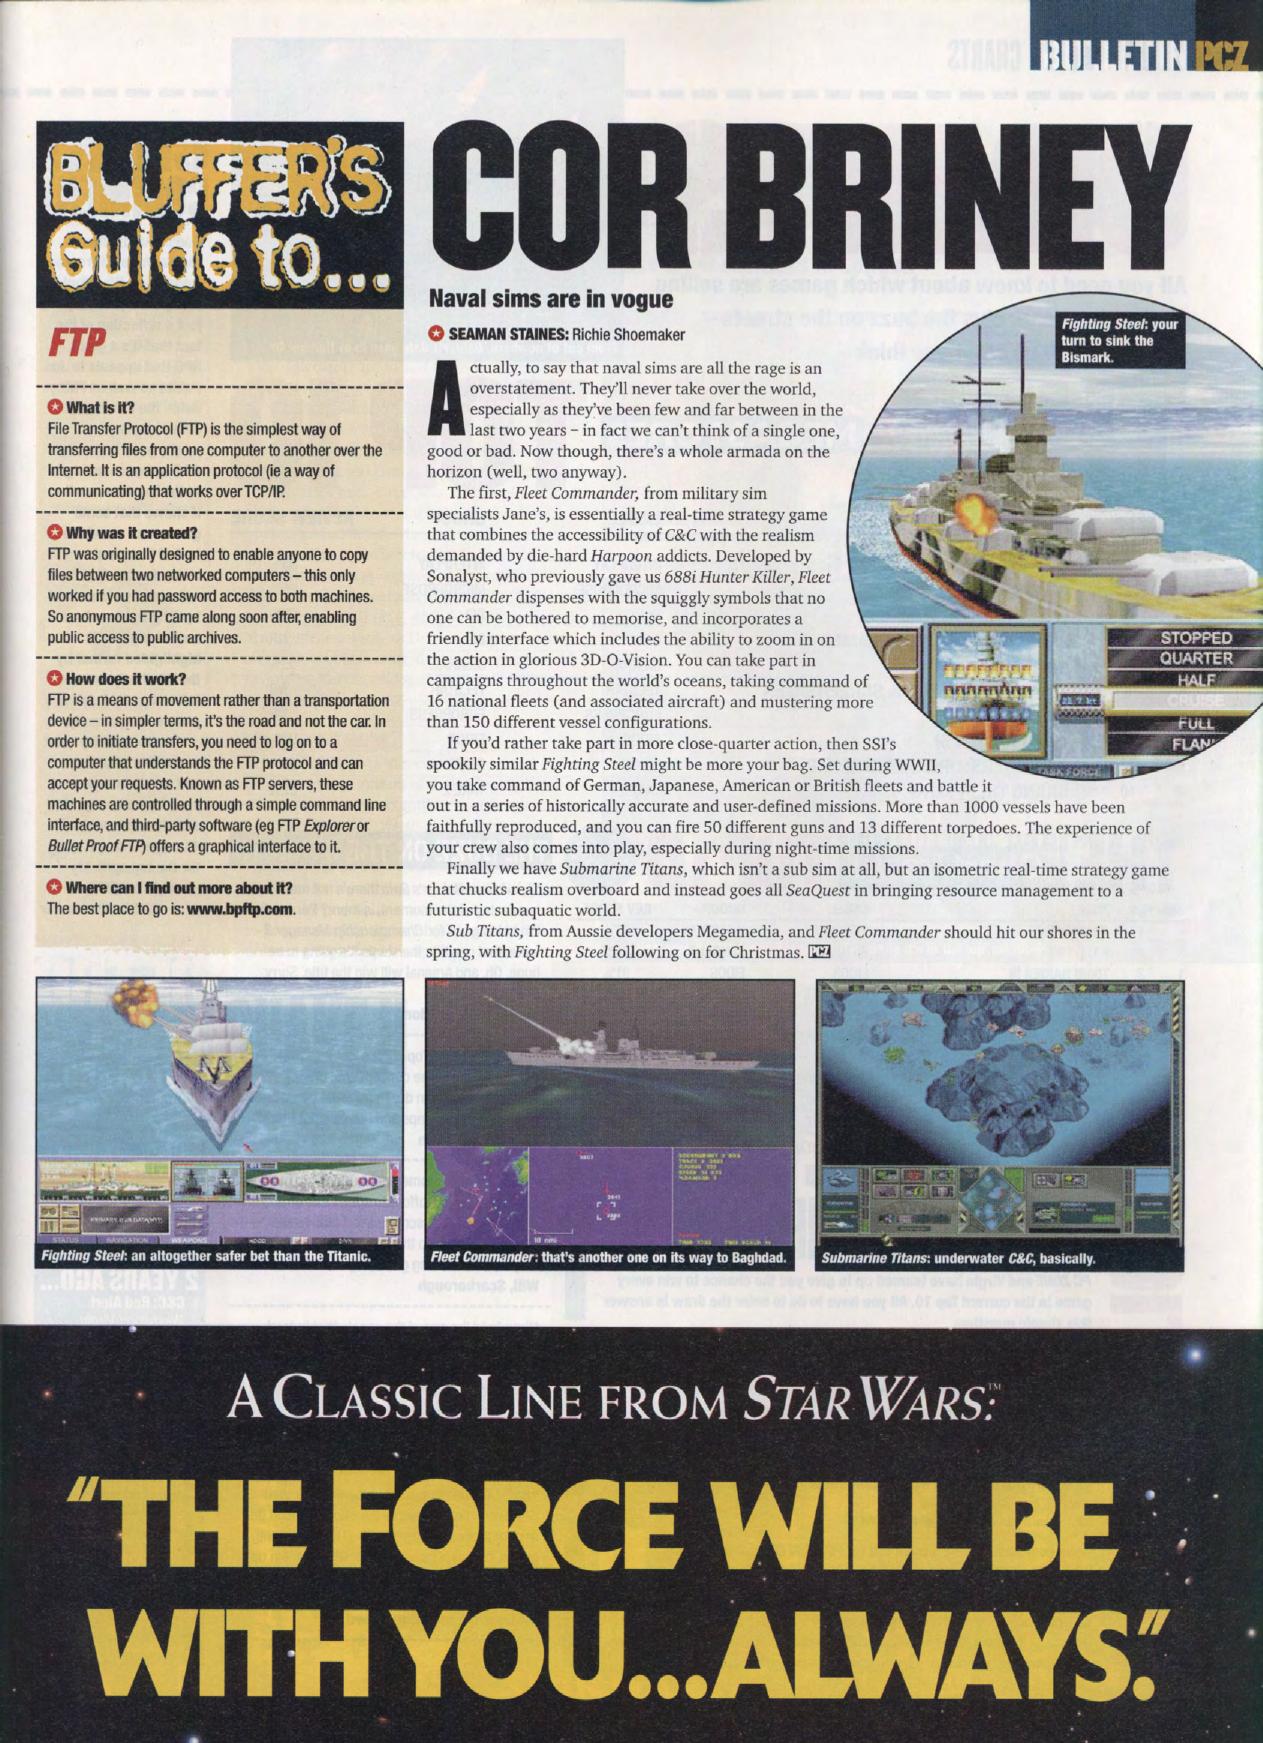 BULLETIN PCZ
BLUFFER'S
Guide to...
FTP
What is it?
File Transfer Protocol (FTP) is the simplest way of
transferring files from one computer to another over the
Internet. It is an application protocol (ie a way of
communicating) that works over TCP/IP.
Why was it created?
FTP was originally designed to enable anyone to copy
files between two networked computers – this only
worked if you had password access to both machines.
So anonymous FTP came along soon after, enabling
public access to public archives.
How does it work?
FTP is a means of movement rather than a transportation
device – in simpler terms, it's the road and not the car. In
order to initiate transfers, you need to log on to a
computer that understands the FTP protocol and can
accept your requests. Known as FTP servers, these
machines are controlled through a simple command line
interface, and third-party software (eg FTP Explorer or
Bullet Proof FTP) offers a graphical interface to it.
Where can I find out more about it?
The best place to go is: www.bpftp.com.
COR BRINEY
Naval sims are in vogue
SEAMAN STAINES: Richie Shoemaker
Actually, to say that naval sims are all the rage is an
overstatement. They'll never take over the world,
especially as they've been few and far between in the
last two years – in fact we can't think of a single one,
good or bad. Now though, there's a whole armada on the
horizon (well, two anyway).
The first, Fleet Commander, from military sim
specialists Jane's, is essentially a real-time strategy game
that combines the accessibility of C&C with the realism
demanded by die-hard Harpoon addicts. Developed by
Sonalyst, who previously gave us 688i Hunter Killer, Fleet
Commander dispenses with the squiggly symbols that no
one can be bothered to memorise, and incorporates a
friendly interface which includes the ability to zoom in on
the action in glorious 3D-O-Vision. You can take part in
campaigns throughout the world's oceans, taking command of
16 national fleets (and associated aircraft) and mustering more
than 150 different vessel configurations.
If you'd rather take part in more close-quarter action, then SSI's
spookily similar Fighting Steel might be more your bag. Set during WWII,
you take command of German, Japanese, American or British fleets and battle it
out in a series of historically accurate and user-defined missions. More than 1000 vessels have been
faithfully reproduced, and you can fire 50 different guns and 13 different torpedoes. The experience of
your crew also comes into play, especially during night-time missions.
Finally we have Submarine Titans, which isn't a sub sim at all, but an isometric real-time strategy game
that chucks realism overboard and instead goes all SeaQuest in bringing resource management to a
futuristic subaquatic world.
Sub Titans, from Aussie developers Megamedia, and Fleet Commander should hit our shores in the
spring, with Fighting Steel following on for Christmas. PCZ
Fighting Steel: your
turn to sink the
Bismark.
STOPPED
QUARTER
HALF
CRUISE
FULL
FLANK
TASK FORCE
STATUS NAVIGATION WEAPONS HOOD
Fighting Steel: an altogether safer bet than the Titanic.
Fleet Commander: that's another one on its way to Baghdad.
Submarine Titans: underwater C&C, basically.
A CLASSIC LINE FROM STAR WARS:™
"THE FORCE WILL BE
WITH YOU...ALWAYS."